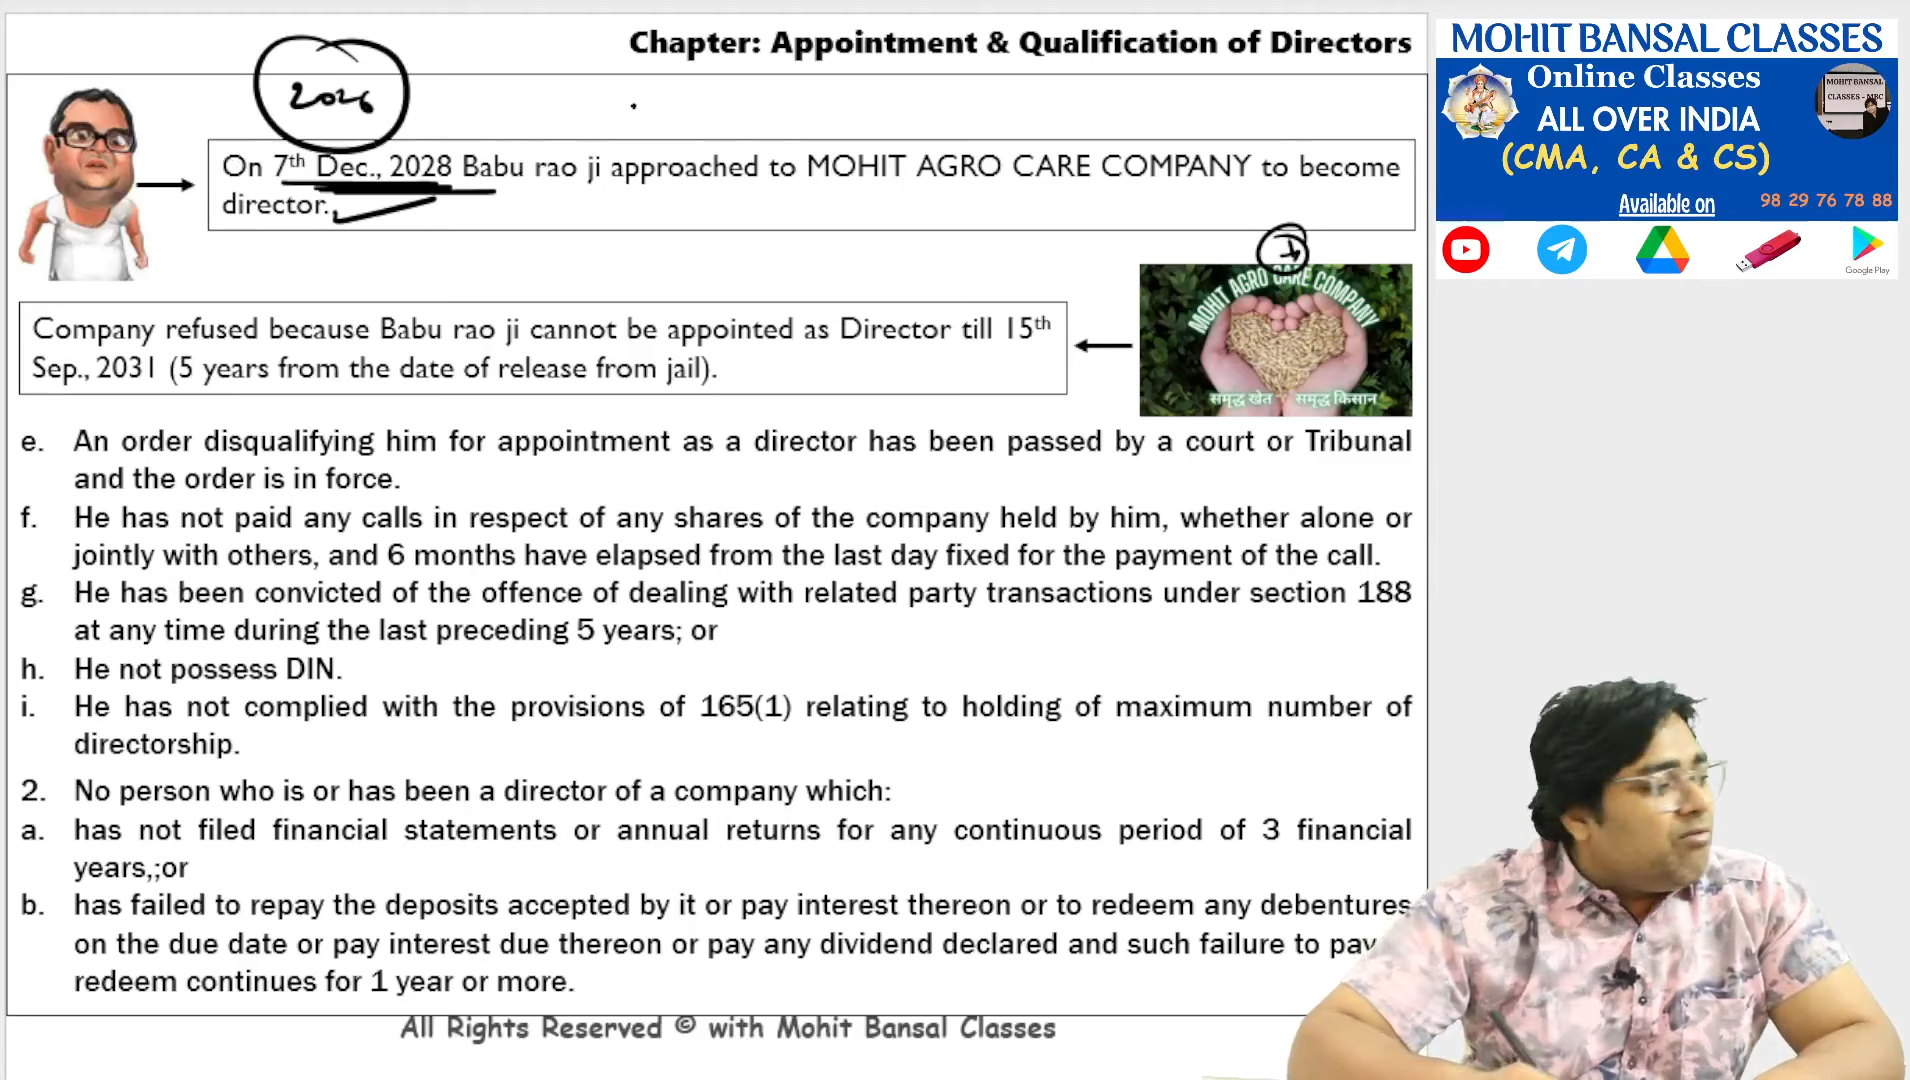 Chapter: Appointment & Qualification of Directors
2026
On 7th Dec., 2028 Babu rao ji approached to MOHIT AGRO CARE COMPANY to become
director.
MOHIT AGRO CARE COMPANY
समृद्ध खेत समृद्ध किसान
Company refused because Babu rao ji cannot be appointed as Director till 15th
Sep., 2031 (5 years from the date of release from jail).
e. An order disqualifying him for appointment as a director has been passed by a court or Tribunal
and the order is in force.
f. He has not paid any calls in respect of any shares of the company held by him, whether alone or
jointly with others, and 6 months have elapsed from the last day fixed for the payment of the call.
g. He has been convicted of the offence of dealing with related party transactions under section 188
at any time during the last preceding 5 years; or
h. He not possess DIN.
i. He has not complied with the provisions of 165(1) relating to holding of maximum number of
directorship.
2. No person who is or has been a director of a company which:
a. has not filed financial statements or annual returns for any continuous period of 3 financial
years,;or
b. has failed to repay the deposits accepted by it or pay interest thereon or to redeem any debentures
on the due date or pay interest due thereon or pay any dividend declared and such failure to pay
redeem continues for 1 year or more.
All Rights Reserved © with Mohit Bansal Classes
MOHIT BANSAL CLASSES
Online Classes
ALL OVER INDIA
(CMA, CA & CS)
Available on 98 29 76 78 88
MOHIT BANSAL
CLASSES - MBC
Google Play